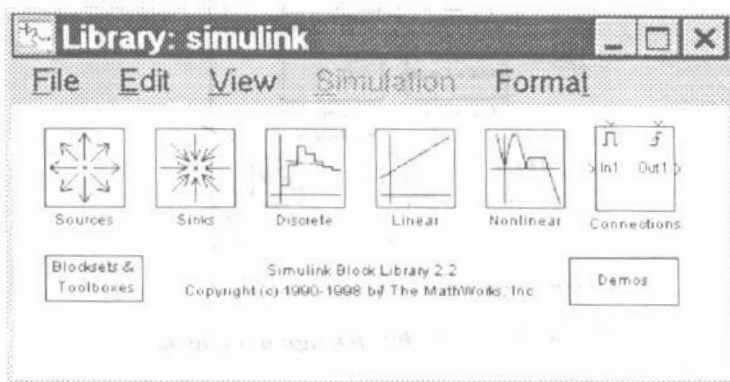 Library: simulink
File Edit View Simulation Format
In1 Out1
Sources Sinks Discrete Linear Nonlinear Connections
Blocksets &
Toolboxes
Simulink Block Library 2.2
Copyright (c) 1990-1998 by The MathWorks, Inc
Demos